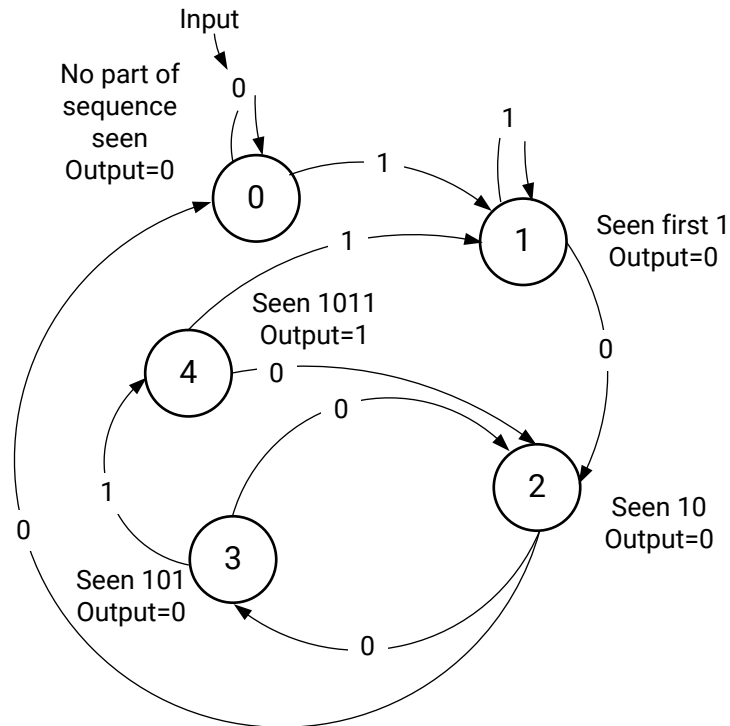 Input
No part of
sequence
seen
Output=0
0
0
1
1
1
Seen first 1
Output=0
1
Seen 1011
Output=1
4
0
0
0
2
Seen 10
Output=0
1
0
3
Seen 101
Output=0
0